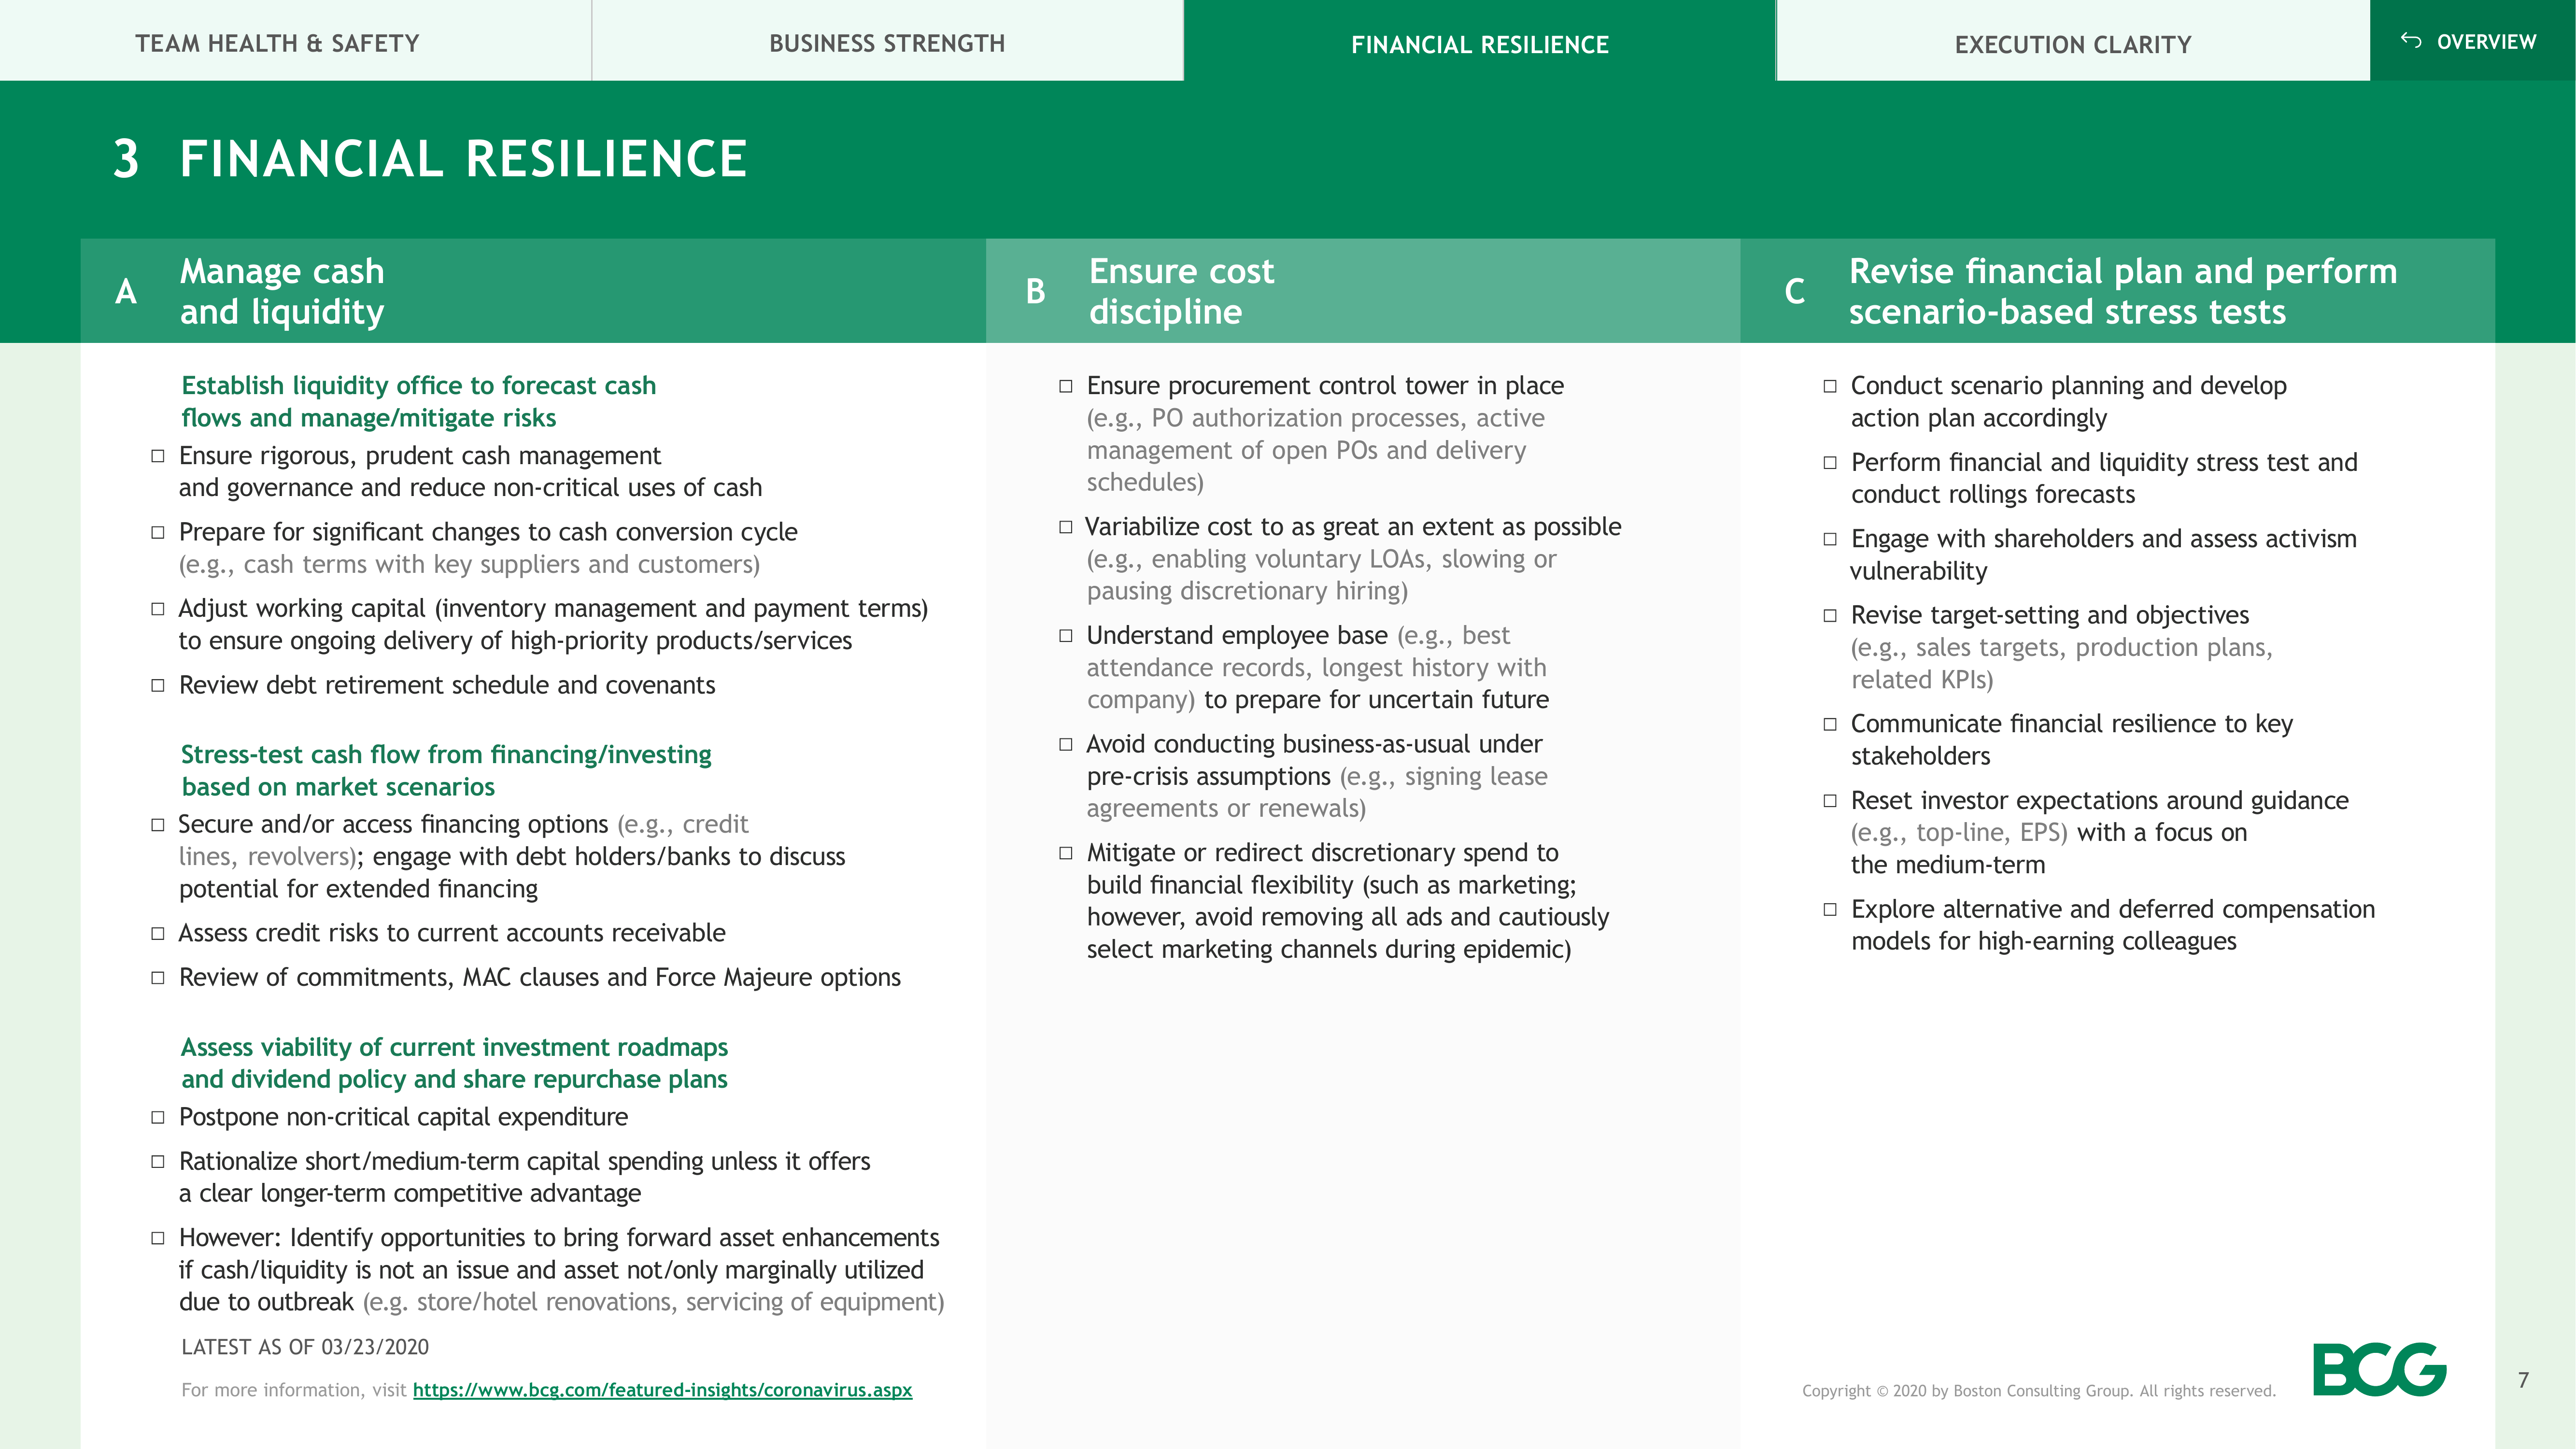 TEAM HEALTH & SAFETY
BUSINESS STRENGTH
FINANCIAL RESILIENCE
EXECUTION CLARITY
OVERVIEW
3 FINANCIAL RESILIENCE
A
Manage cash
and liquidity
Establish liquidity office to forecast cash
flows and manage/mitigate risks
□ Ensure rigorous, prudent cash management
and governance and reduce non-critical uses of cash
□ Prepare for significant changes to cash conversion cycle
(e.g., cash terms with key suppliers and customers)
□ Adjust working capital (inventory management and payment terms)
to ensure ongoing delivery of high-priority products/services
□ Review debt retirement schedule and covenants
Stress-test cash flow from financing/investing
based on market scenarios
□ Secure and/or access financing options (e.g., credit
lines, revolvers); engage with debt holders/banks to discuss
potential for extended financing
□ Assess credit risks to current accounts receivable
□ Review of commitments, MAC clauses and Force Majeure options
Assess viability of current investment roadmaps
and dividend policy and share repurchase plans
□ Postpone non-critical capital expenditure
□ Rationalize short/medium-term capital spending unless it offers
a clear longer-term competitive advantage
□ However: Identify opportunities to bring forward asset enhancements
if cash/liquidity is not an issue and asset not/only marginally utilized
due to outbreak (e.g. store/hotel renovations, servicing of equipment)
B
Ensure cost
discipline
□ Ensure procurement control tower in place
(e.g., PO authorization processes, active
management of open POs and delivery
schedules)
□ Variabilize cost to as great an extent as possible
(e.g., enabling voluntary LOAs, slowing or
pausing discretionary hiring)
□ Understand employee base (e.g., best
attendance records, longest history with
company) to prepare for uncertain future
□ Avoid conducting business-as-usual under
pre-crisis assumptions (e.g., signing lease
agreements or renewals)
□ Mitigate or redirect discretionary spend to
build financial flexibility (such as marketing;
however, avoid removing all ads and cautiously
select marketing channels during epidemic)
C
Revise financial plan and perform
scenario-based stress tests
□ Conduct scenario planning and develop
action plan accordingly
□ Perform financial and liquidity stress test and
conduct rollings forecasts
□ Engage with shareholders and assess activism
vulnerability
□ Revise target-setting and objectives
(e.g., sales targets, production plans,
related KPIs)
□ Communicate financial resilience to key
stakeholders
□ Reset investor expectations around guidance
(e.g., top-line, EPS) with a focus on
the medium-term
□ Explore alternative and deferred compensation
models for high-earning colleagues
LATEST AS OF 03/23/2020
For more information, visit https://www.bcg.com/featured-insights/coronavirus.aspx
Copyright © 2020 by Boston Consulting Group. All rights reserved.
BCG
7